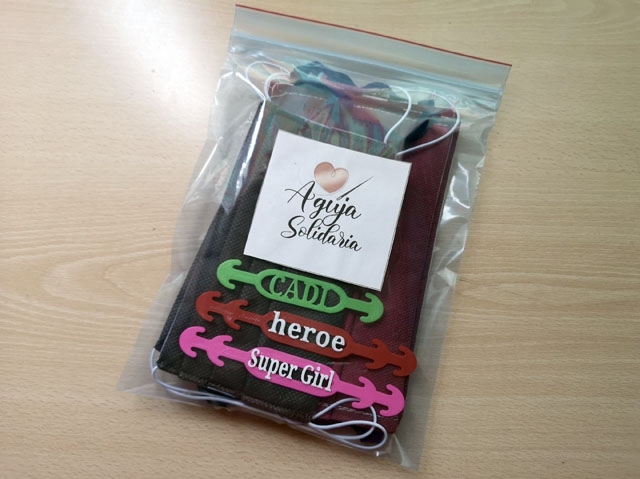 Aguja
Solidaria
CADI
heroe
Super Girl